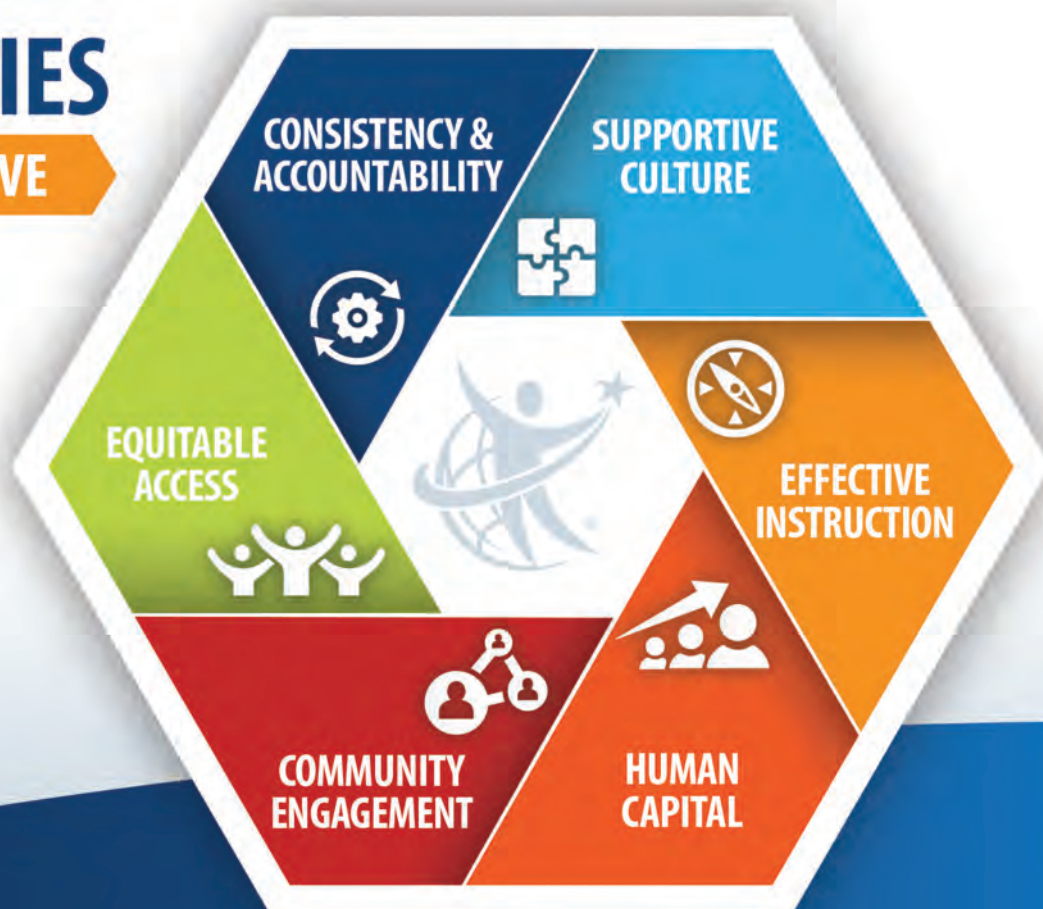 IES
VE
CONSISTENCY &
ACCOUNTABILITY
SUPPORTIVE
CULTURE
EQUITABLE
ACCESS
EFFECTIVE
INSTRUCTION
COMMUNITY
ENGAGEMENT
HUMAN
CAPITAL